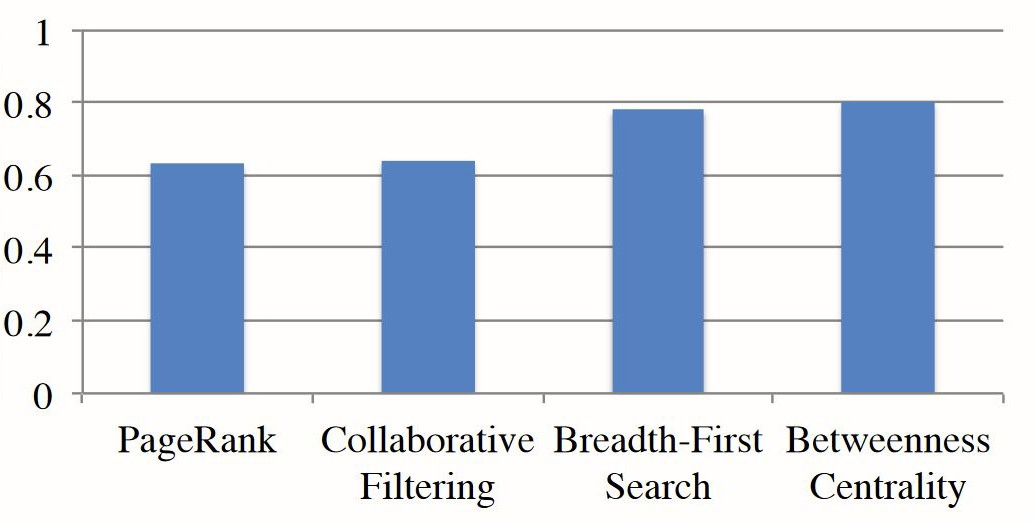 1
0.8
0.6
0.4
0.2
0
PageRank
Collaborative
Filtering
Breadth-First
Search
Betweenness
Centrality